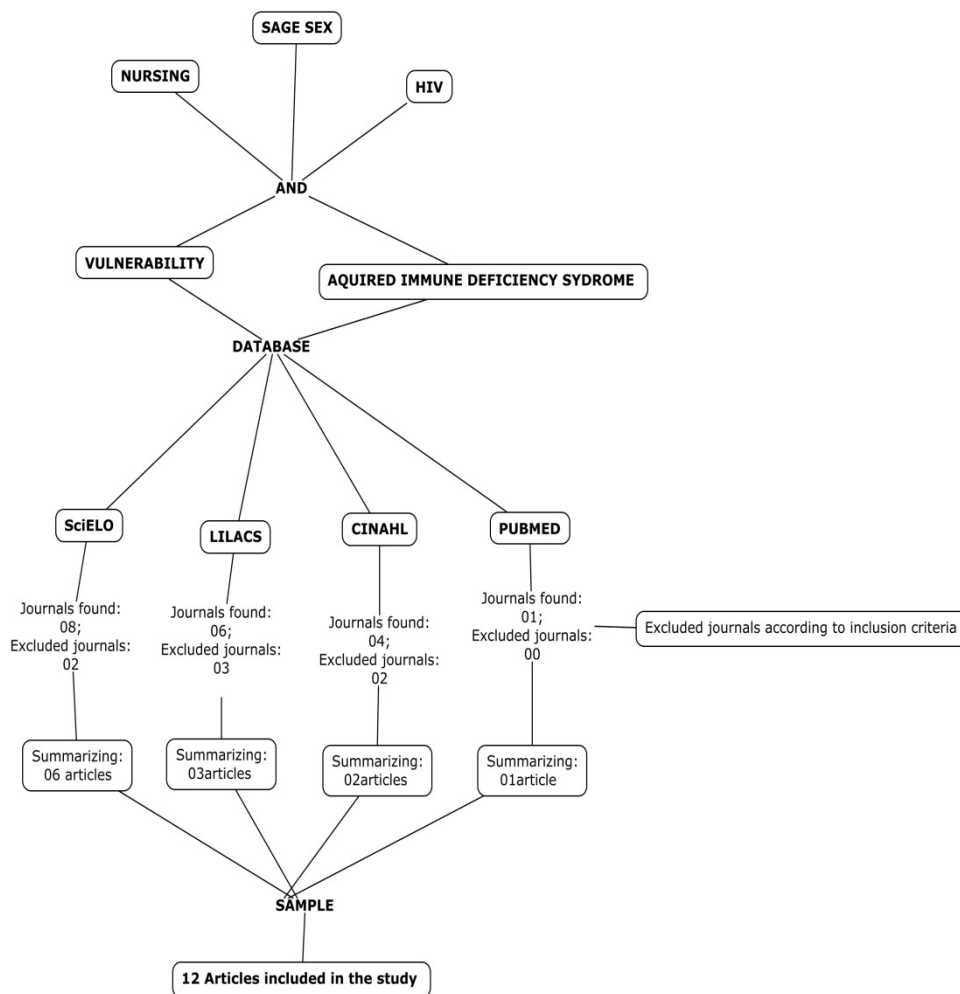 SAGE SEX
NURSING
HIV
AND
VULNERABILITY
AQUIRED IMMUNE DEFICIENCY SYDROME
DATABASE
SciELO
LILACS
CINAHL
PUBMED
Journals found:
08;
Excluded journals:
02
Journals found:
06;
Excluded journals:
03
Journals found:
04;
Excluded journals:
02
Journals found:
01;
Excluded journals:
00
Excluded journals according to inclusion criteria
Summarizing:
06 articles
Summarizing:
03articles
Summarizing:
02articles
Summarizing:
01article
SAMPLE
12 Articles included in the study